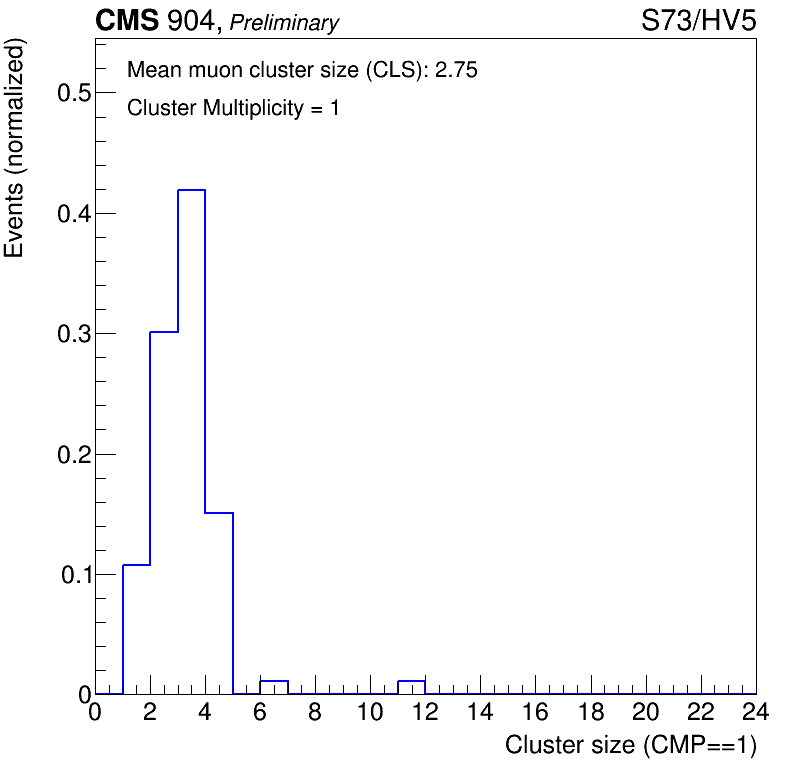 CMS 904, Preliminary S73/HV5
Mean muon cluster size (CLS): 2.75
Cluster Multiplicity = 1
Events (normalized)
0.5
0.4
0.3
0.2
0.1
0
0 2 4 6 8 10 12 14 16 18 20 22 24
Cluster size (CMP==1)